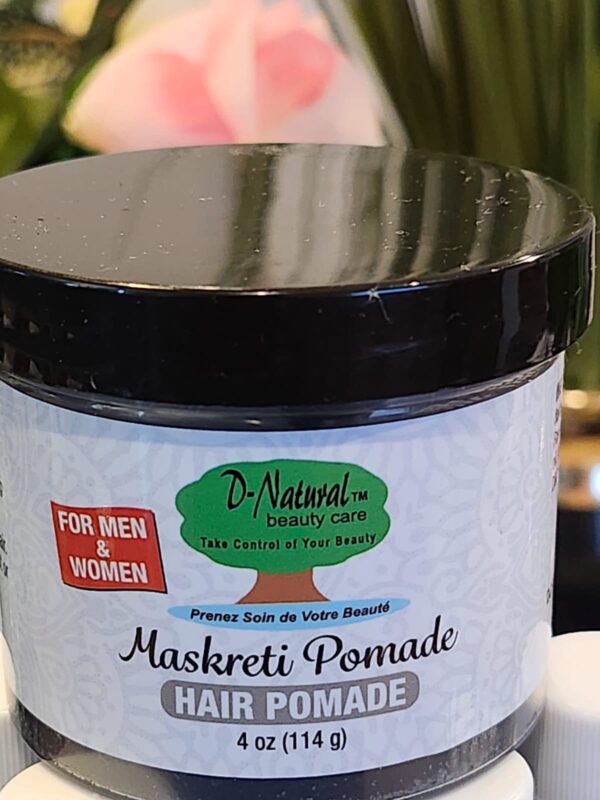 D-Natural™
beauty care
Take Control of Your Beauty
FOR MEN
&
WOMEN
Prenez Soin de Votre Beauté
Maskreti Pomade
HAIR POMADE
4 oz (114 g)